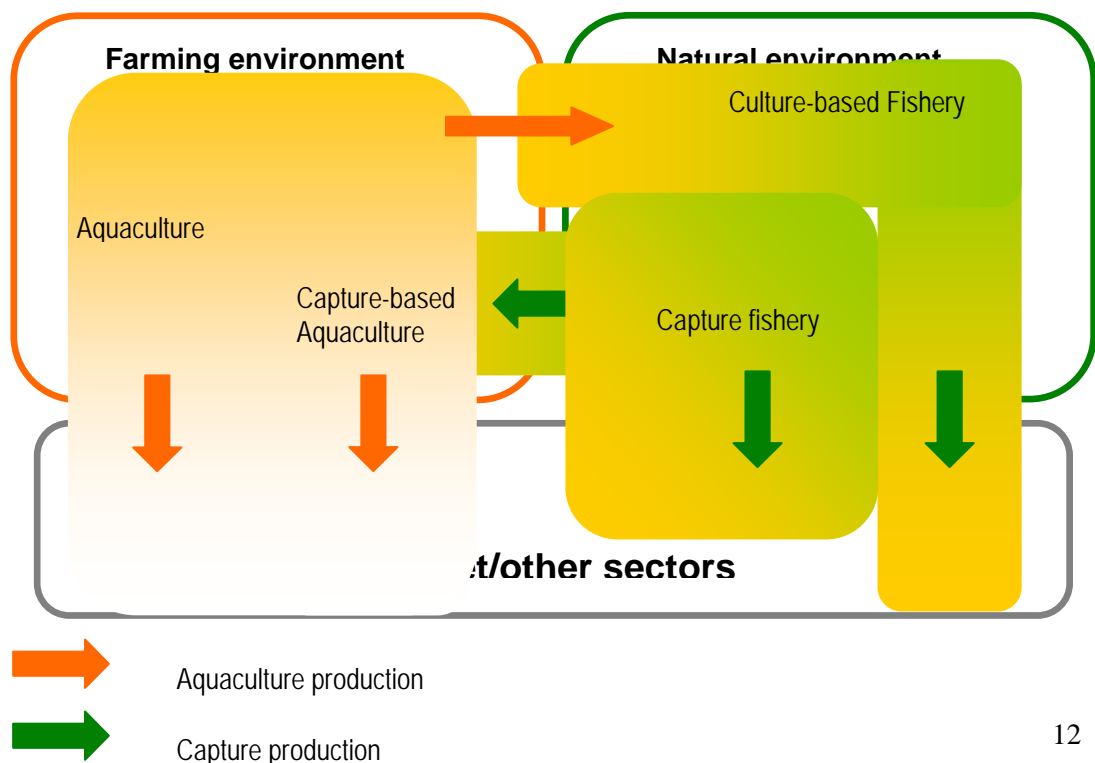 Farming environment
Natural environment
Culture-based Fishery
Aquaculture
Capture-based
Aquaculture
Capture fishery
et/other sectors
Aquaculture production
Capture production
12